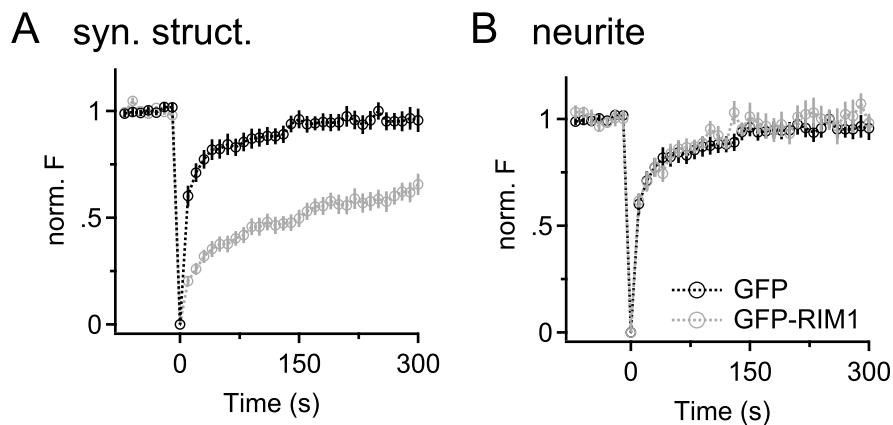 A syn. struct.
norm. F
1
.5
0
0 150 300
Time (s)
B neurite
norm. F
1
.5
0
GFP
GFP-RIM1
0 150 300
Time (s)